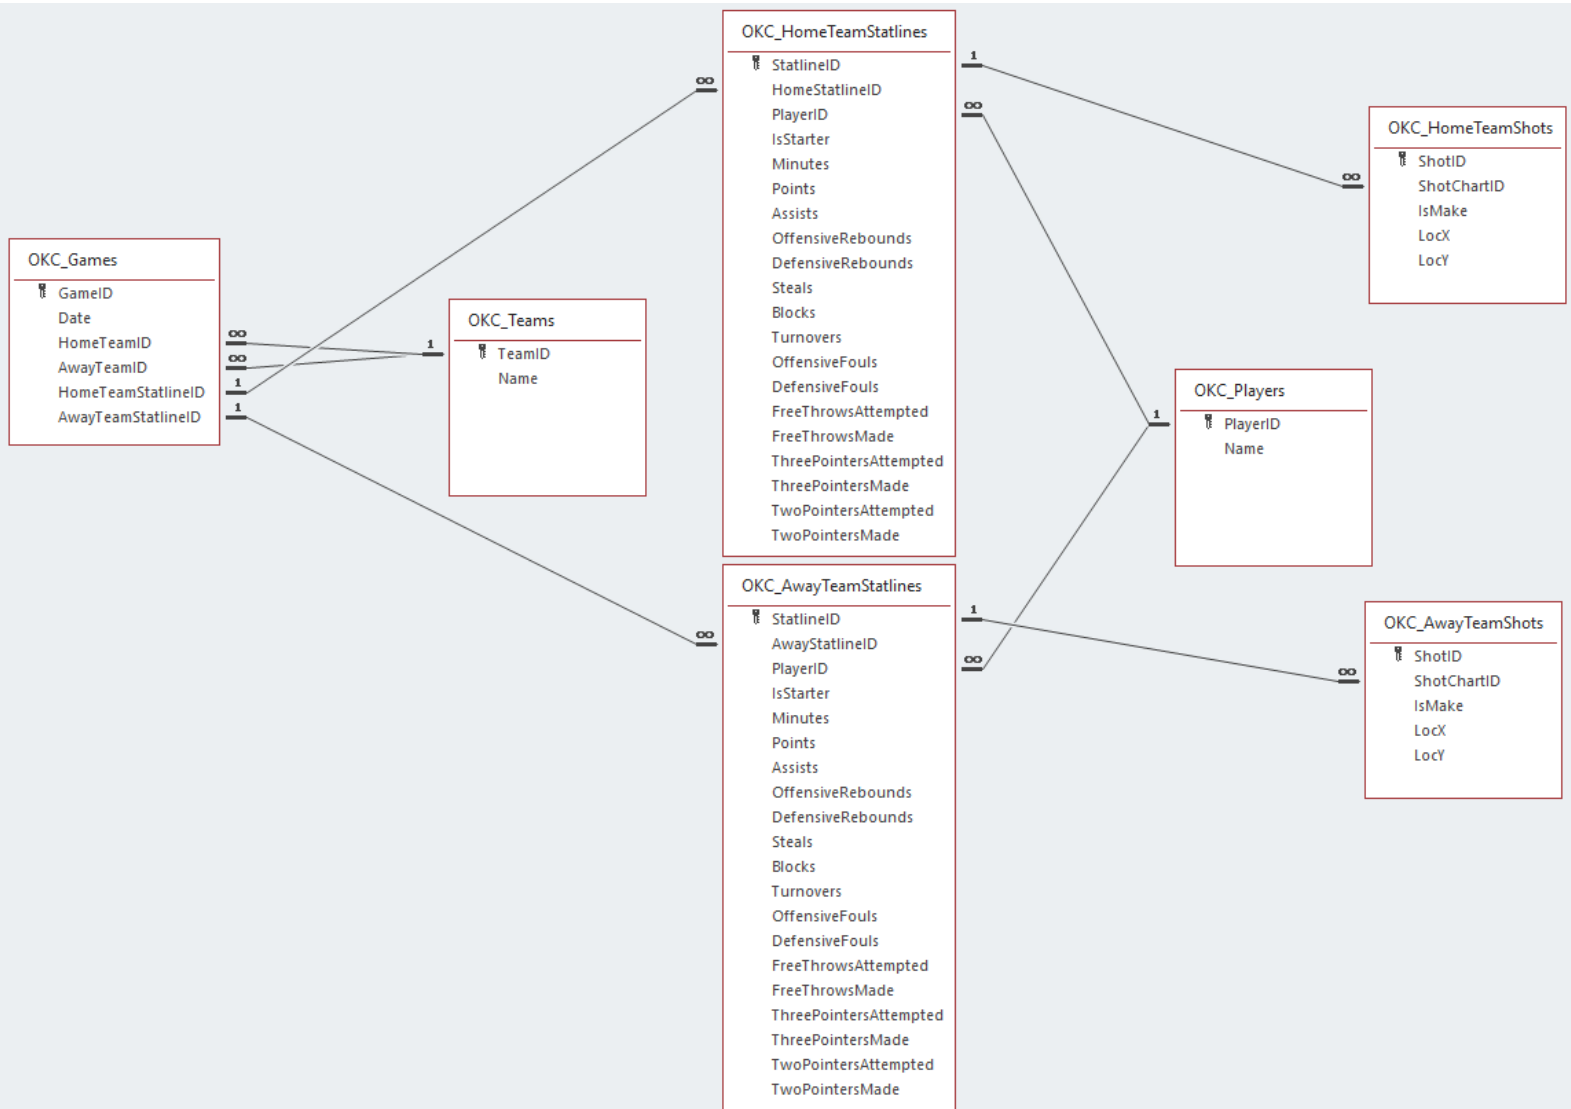 OKC_Games
GameID
Date
HomeTeamID
AwayTeamID
HomeTeamStatlineID
AwayTeamStatlineID
∞
∞
1
1
1
OKC_Teams
TeamID
Name
∞
OKC_HomeTeamStatlines
StatlineID
HomeStatlineID
PlayerID
IsStarter
Minutes
Points
Assists
OffensiveRebounds
DefensiveRebounds
Steals
Blocks
Turnovers
OffensiveFouls
DefensiveFouls
FreeThrowsAttempted
FreeThrowsMade
ThreePointersAttempted
ThreePointersMade
TwoPointersAttempted
TwoPointersMade
1
∞
∞
OKC_AwayTeamStatlines
StatlineID
AwayStatlineID
PlayerID
IsStarter
Minutes
Points
Assists
OffensiveRebounds
DefensiveRebounds
Steals
Blocks
Turnovers
OffensiveFouls
DefensiveFouls
FreeThrowsAttempted
FreeThrowsMade
ThreePointersAttempted
ThreePointersMade
TwoPointersAttempted
TwoPointersMade
1
∞
1
OKC_Players
PlayerID
Name
∞
OKC_HomeTeamShots
ShotID
ShotChartID
IsMake
LocX
LocY
∞
OKC_AwayTeamShots
ShotID
ShotChartID
IsMake
LocX
LocY